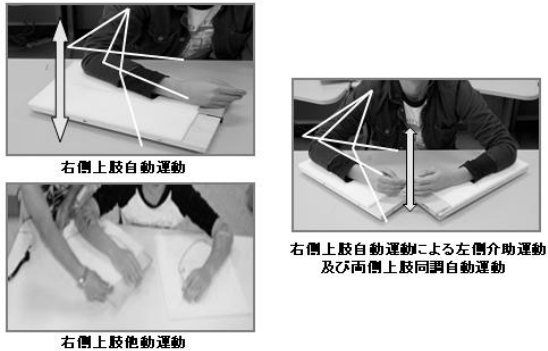 右側上肢自動運動
右側上肢他動運動
右側上肢自動運動による左側介助運動
及び両側上肢同調自動運動